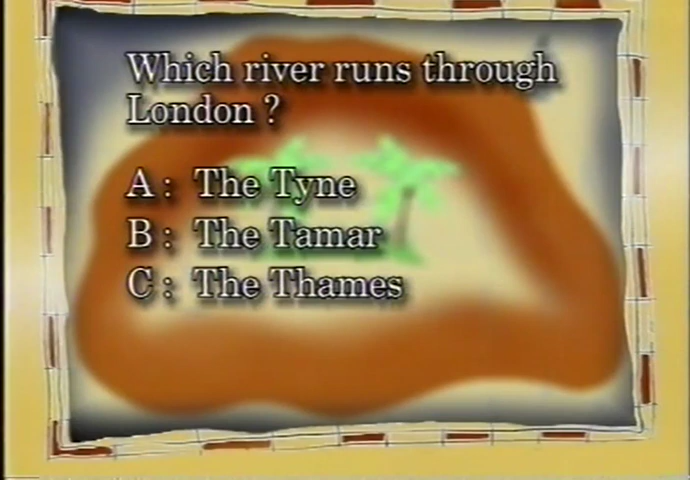 Which river runs through
London ?
A : The Tyne
B : The Tamar
C : The Thames